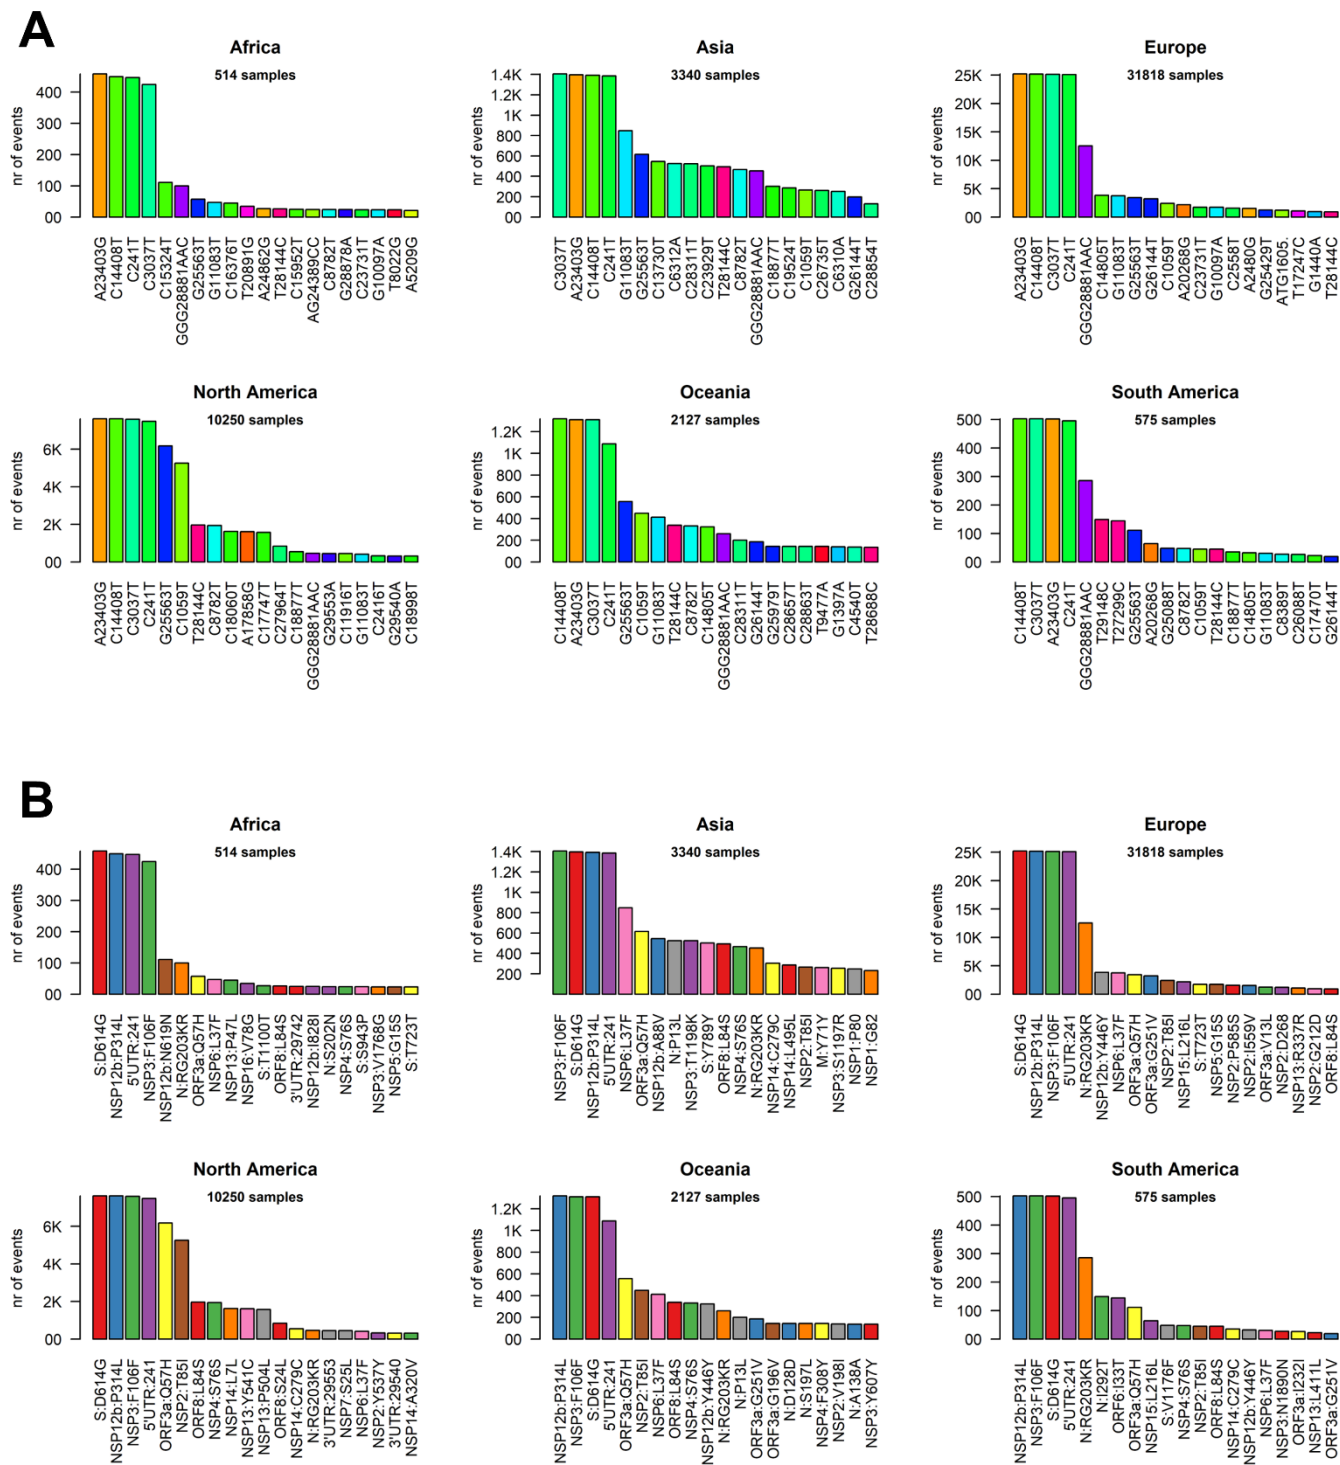 A
Africa
514 samples
nr of events
400
300
200
100
00
A23403G
C14408T
C241T
C3037T
C15324T
GGG28881AAC
G25563T
G11083T
C16376T
T20891G
A24862G
T28144C
C15952T
AG24389CC
C8782T
G28878A
C23731T
G10097A
T8022G
A5209G
Asia
3340 samples
nr of events
1.4K
1.2K
1K
800
600
400
200
00
C3037T
A23403G
C14408T
C241T
G11083T
G25563T
C13730T
C6312A
C28311T
C23929T
T28144C
C8782T
GGG28881AAC
C18877T
C19524T
C1059T
C26735T
C6310A
G26144T
C28854T
Europe
31818 samples
nr of events
25K
20K
15K
10K
5K
00
A23403G
C14408T
C3037T
C241T
GGG28881AAC
C14805T
G11083T
G25563T
G26144T
C1059T
A20268G
C23731T
G10097A
C2558T
A2480G
G25429T
ATG1605.
T17247C
G1440A
T28144C
North America
10250 samples
nr of events
6K
4K
2K
00
A23403G
C14408T
C3037T
C241T
G25563T
C1059T
T28144C
C8782T
C18060T
A17858G
C17747T
C27964T
C18877T
GGG28881AAC
G29553A
C11916T
G11083T
C2416T
G29540A
C18998T
Oceania
2127 samples
nr of events
1.2K
1K
800
600
400
200
00
C14408T
A23403G
C3037T
C241T
G25563T
C1059T
G11083T
T28144C
C8782T
C14805T
GGG28881AAC
C28311T
G26144T
G25979T
C28657T
C28863T
T9477A
G1397A
C4540T
T28688C
South America
575 samples
nr of events
500
400
300
200
100
00
C14408T
C3037T
A23403G
C241T
GGG28881AAC
T29148C
T27299C
G25563T
A20268G
G25088T
C8782T
C1059T
T28144C
C18877T
C14805T
G11083T
C8389T
C26088T
C17470T
G26144T
B
Africa
514 samples
nr of events
400
300
200
100
00
S:D614G
NSP12b:P314L
5'UTR:241
NSP3:F106F
NSP12b:N619N
N:RG203KR
ORF3a:Q57H
NSP6:L37F
NSP13:P47L
NSP16:V78G
S:T1100T
ORF8:L84S
3'UTR:29742
NSP12b:I828I
N:S202N
NSP4:S76S
S:S943P
NSP3:V1768G
NSP5:G15S
S:T723T
Asia
3340 samples
nr of events
1.4K
1.2K
1K
800
600
400
200
NSP3:F106F
S:D614G
NSP12b:P314L
5'UTR:241
NSP6:L37F
ORF3a:Q57H
NSP12b:A88V
N:P13L
NSP3:T1198K
S:Y789Y
ORF8:L84S
NSP4:S76S
N:RG203KR
NSP14:C279C
NSP14:L495L
NSP2:T85I
M:Y71Y
NSP3:S1197R
NSP1:P80
NSP1:G82
Europe
31818 samples
nr of events
25K
20K
15K
10K
5K
00
S:D614G
NSP12b:P314L
NSP3:F106F
5'UTR:241
N:RG203KR
NSP12b:Y446Y
NSP6:L37F
ORF3a:Q57H
ORF3a:G251V
NSP2:T85I
NSP15:L216L
S:T723T
NSP5:G15S
NSP2:P585S
NSP2:I559V
ORF3a:V13L
NSP2:D268
NSP13:R337R
NSP2:G212D
ORF8:L84S
North America
10250 samples
nr of events
6K
4K
2K
00
S:D614G
NSP12b:P314L
NSP3:F106F
5'UTR:241
ORF3a:Q57H
NSP2:T85I
ORF8:L84S
NSP4:S76S
NSP14:L7L
NSP13:Y541C
NSP13:P504L
ORF8:S24L
NSP14:C279C
N:RG203KR
3'UTR:29553
NSP7:S25L
NSP6:L37F
NSP2:Y537Y
3'UTR:29540
NSP14:A320V
Oceania
2127 samples
nr of events
1.2K
1K
800
600
400
200
00
NSP12b:P314L
NSP3:F106F
S:D614G
5'UTR:241
ORF3a:Q57H
NSP2:T85I
NSP6:L37F
ORF8:L84S
NSP4:S76S
NSP12b:Y446Y
N:RG203KR
N:P13L
ORF3a:G251V
ORF3a:G196V
N:D128D
N:S197L
NSP4:F308Y
NSP2:V198I
N:A138A
NSP3:Y607Y
South America
575 samples
nr of events
500
400
300
200
100
00
NSP12b:P314L
NSP3:F106F
S:D614G
5'UTR:241
N:RG203KR
N:I292T
ORF6:I33T
ORF3a:Q57H
NSP15:L216L
S:V1176F
NSP4:S76S
NSP2:T85I
ORF8:L84S
NSP14:C279C
NSP12b:Y446Y
NSP6:L37F
NSP3:N1890N
ORF3a:I232I
NSP13:L411L
ORF3a:G251V